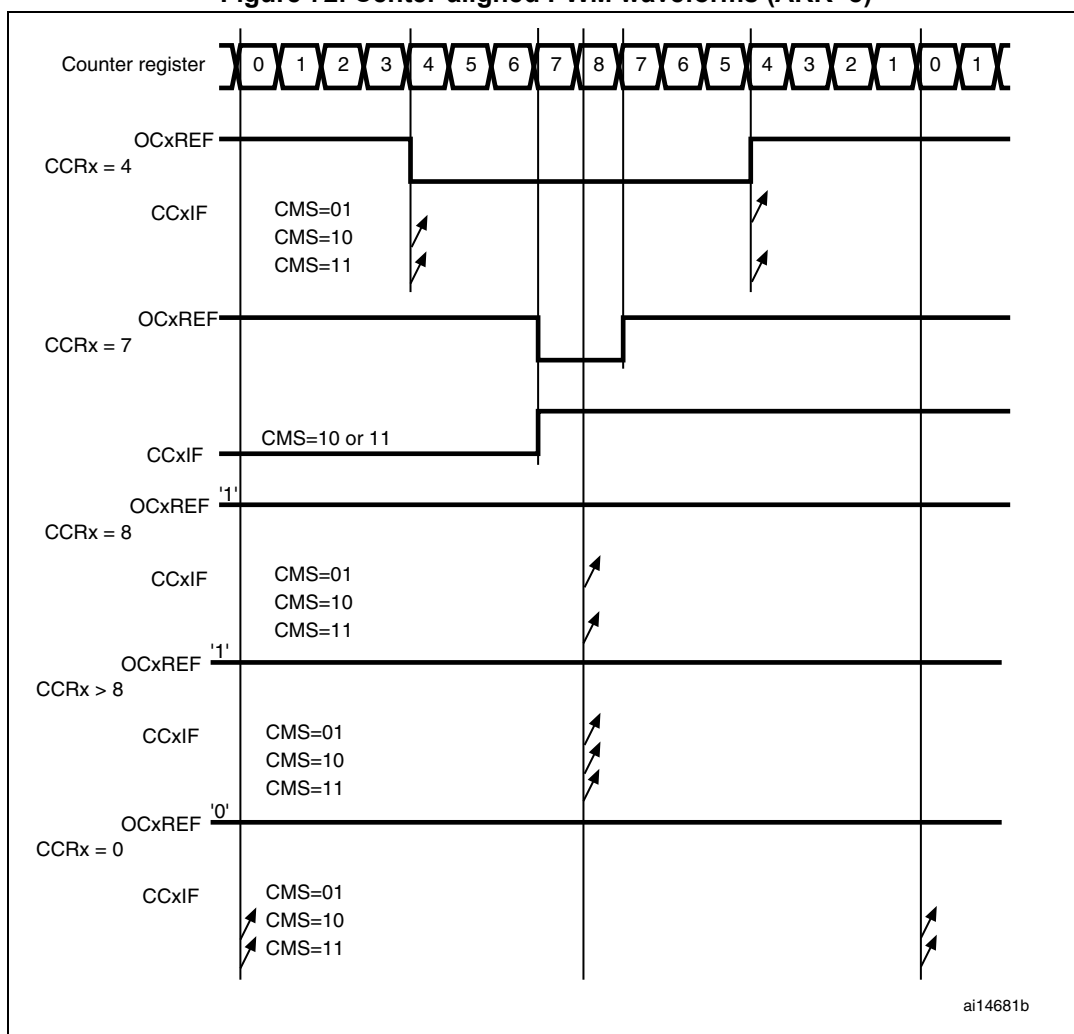 Counter register 0 1 2 3 4 5 6 7 8 7 6 5 4 3 2 1 0 1
OCxREF
CCRx = 4
CCxIF CMS=01
CMS=10
CMS=11
OCxREF
CCRx = 7
CMS=10 or 11
CCxIF
'1'
OCxREF
CCRx = 8
CCxIF CMS=01
CMS=10
CMS=11
'1'
OCxREF
CCRx > 8
CCxIF CMS=01
CMS=10
CMS=11
'0'
OCxREF
CCRx = 0
CCxIF CMS=01
CMS=10
CMS=11
ai14681b